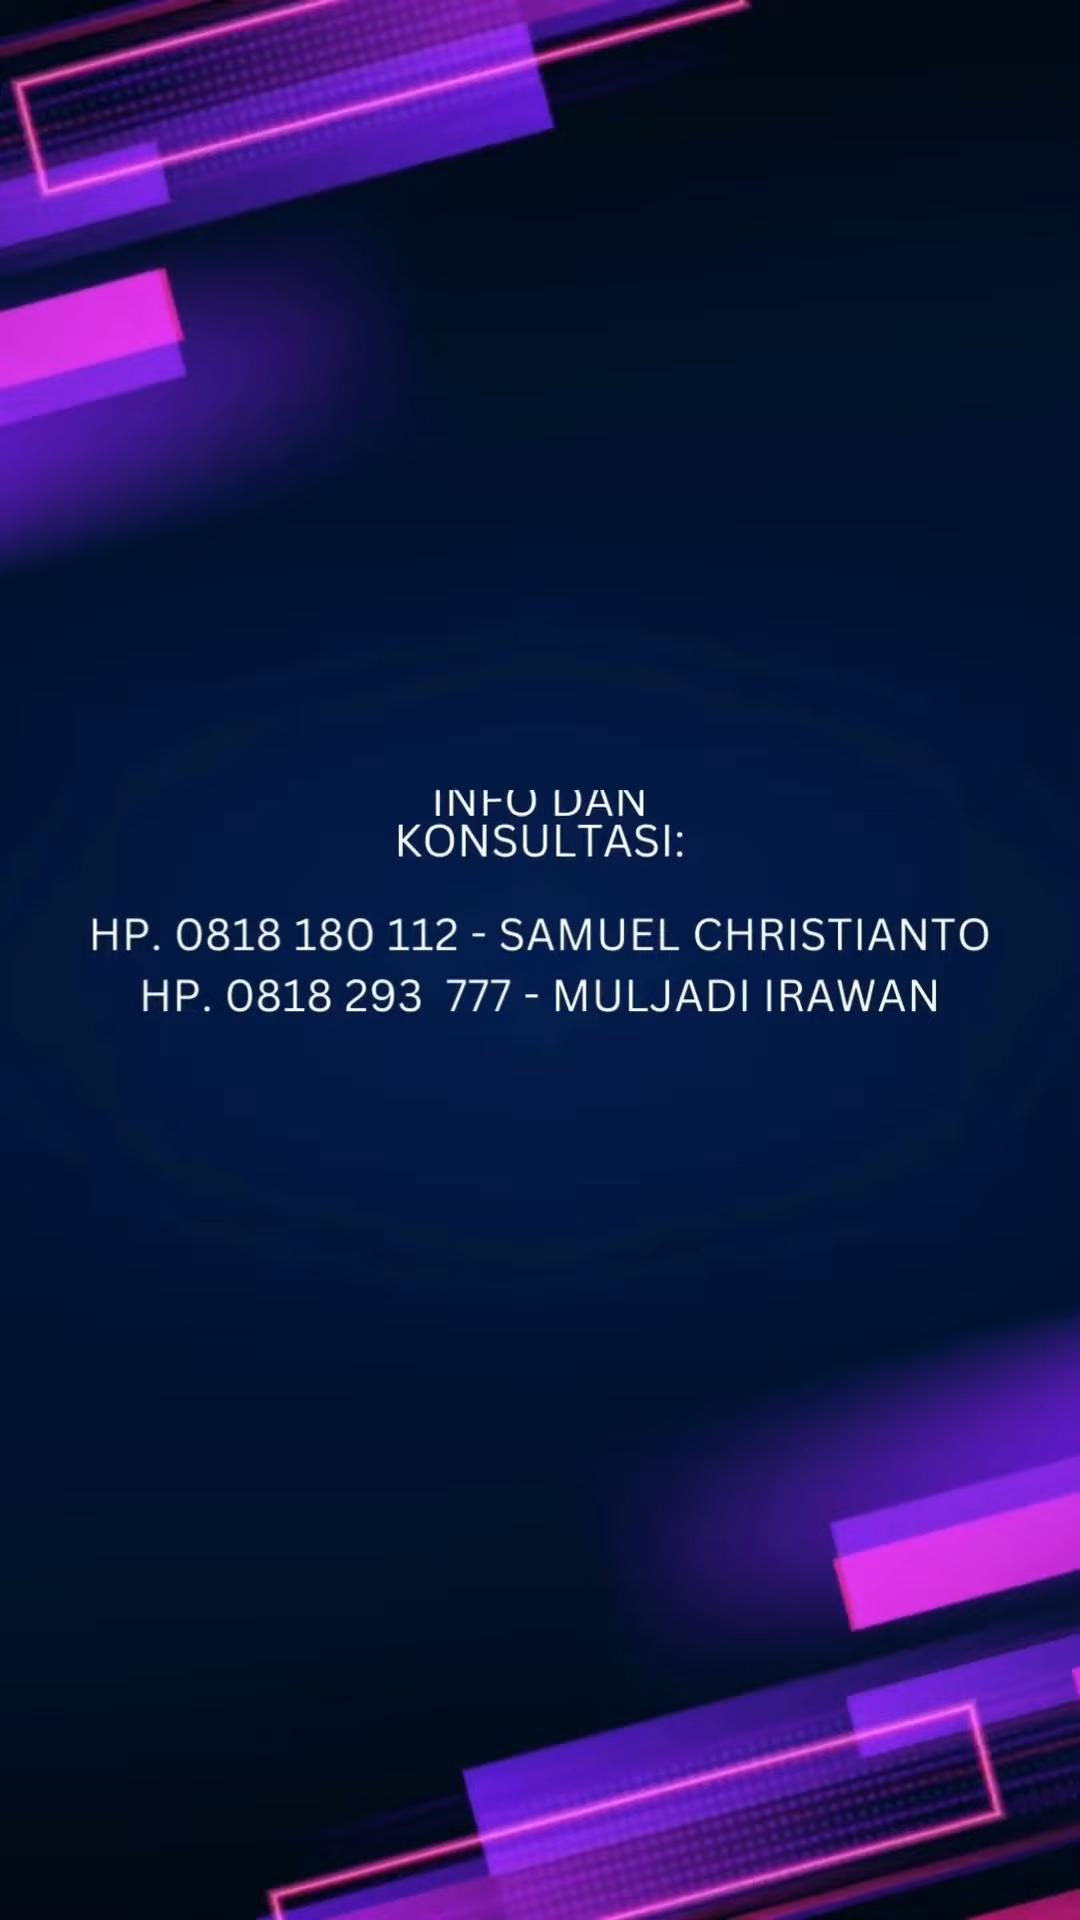 INFO DAN
KONSULTASI:
HP. 0818 180 112 - SAMUEL CHRISTIANTO
HP. 0818 293  777 - MULJADI IRAWAN